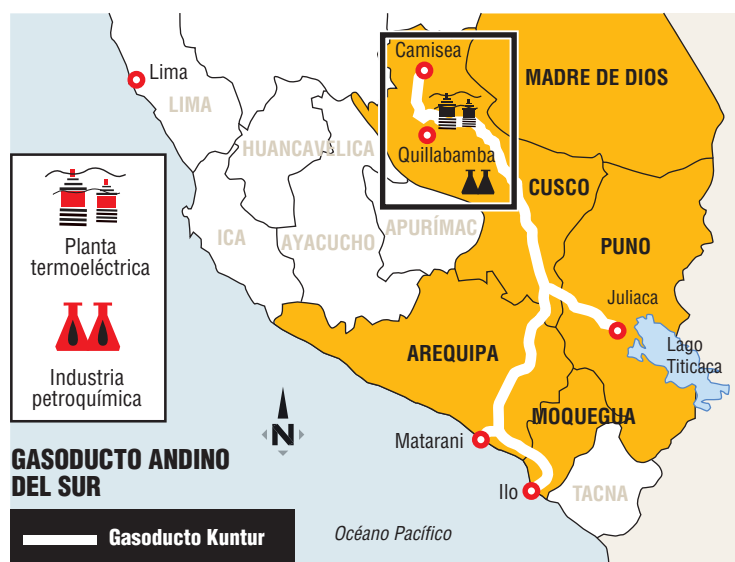 Camisea
Lima
MADRE DE DIOS
LIMA
HUANCAVELICA
Quillabamba
CUSCO
APURÍMAC
ICA
AYACUCHO
PUNO
Planta
termoeléctrica
Juliaca
Lago
Titicaca
AREQUIPA
Industria
petroquímica
MOQUEGUA
N
Matarani
GASODUCTO ANDINO
DEL SUR
Ilo
TACNA
Gasoducto Kuntur
Océano Pacífico